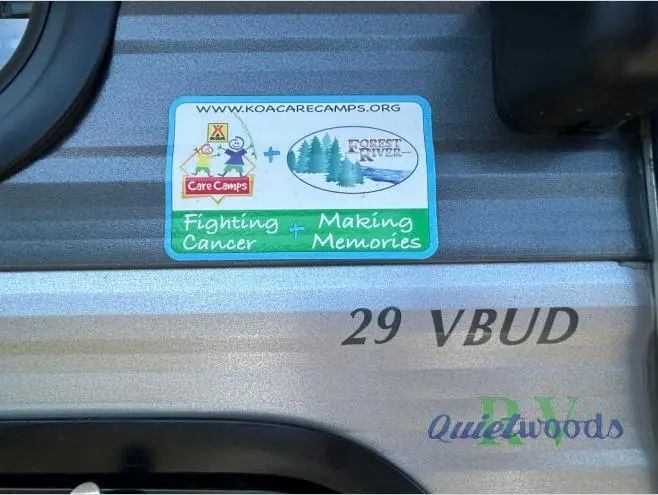 WWW.KOACARECAMPS.ORG
KOA
Care Camps
+
FOREST
RIVER
Fighting
Cancer
+
Making
Memories
29 VBUD
RV
Quietwoods